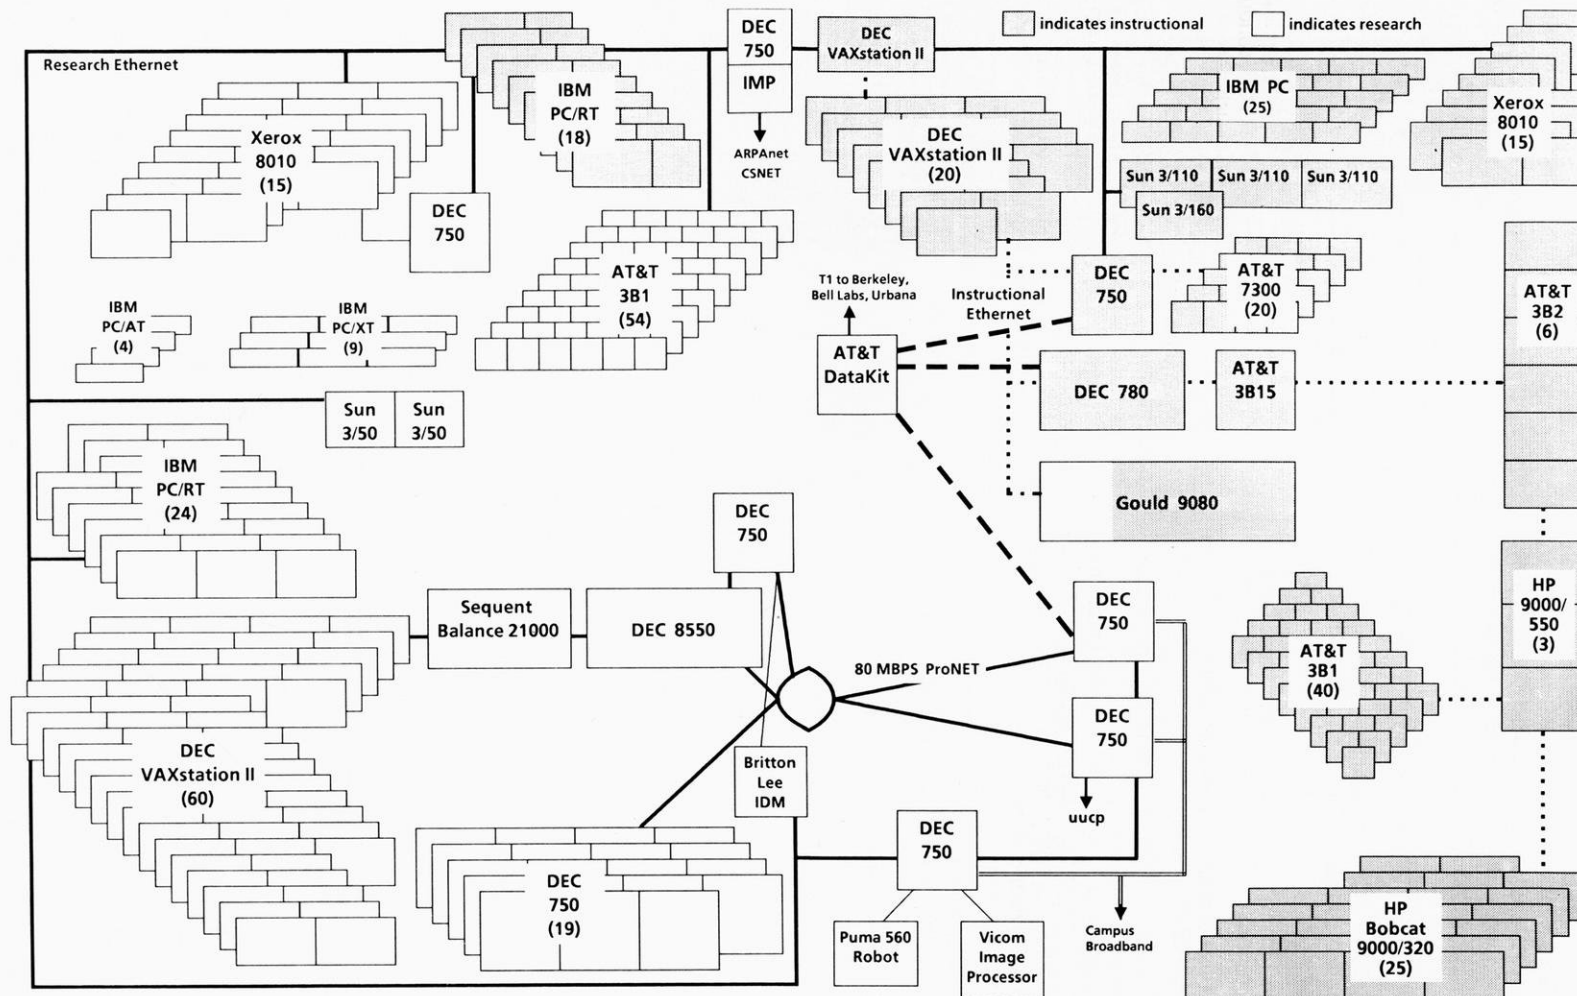 indicates instructional
indicates research
Research Ethernet
DEC
750
IMP
ARPAnet
CSNET
DEC
VAXstation II
IBM
PC/RT
(18)
Xerox
8010
(15)
DEC
750
AT&T
3B1
(54)
DEC
VAXstation II
(20)
IBM PC
(25)
Xerox
8010
(15)
Sun 3/110
Sun 3/110
Sun 3/110
Sun 3/160
DEC
750
AT&T
7300
(20)
AT&T
3B2
(6)
T1 to Berkeley,
Bell Labs, Urbana
Instructional
Ethernet
IBM
PC/AT
(4)
IBM
PC/XT
(9)
AT&T
DataKit
DEC 780
AT&T
3B15
Sun
3/50
Sun
3/50
IBM
PC/RT
(24)
Gould 9080
DEC
750
Sequent
Balance 21000
DEC 8550
DEC
750
HP
9000/
550
(3)
AT&T
3B1
(40)
80 MBPS ProNET
DEC
750
DEC
VAXstation II
(60)
Britton
Lee
IDM
uucp
DEC
750
DEC
750
(19)
Puma 560
Robot
Vicom
Image
Processor
Campus
Broadband
HP
Bobcat
9000/320
(25)